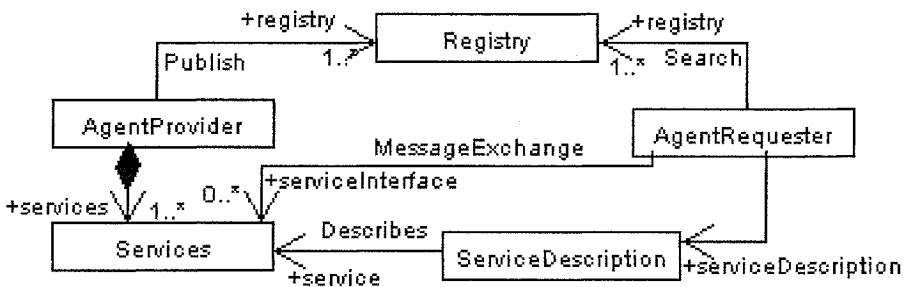 +registry
+registry
Registry
Publish
1..*
1..*
Search
AgentProvider
AgentRequester
MessageExchange
+serviceInterface
+services
1..*
0..*
Describes
Services
ServiceDescription
+service
+serviceDescription